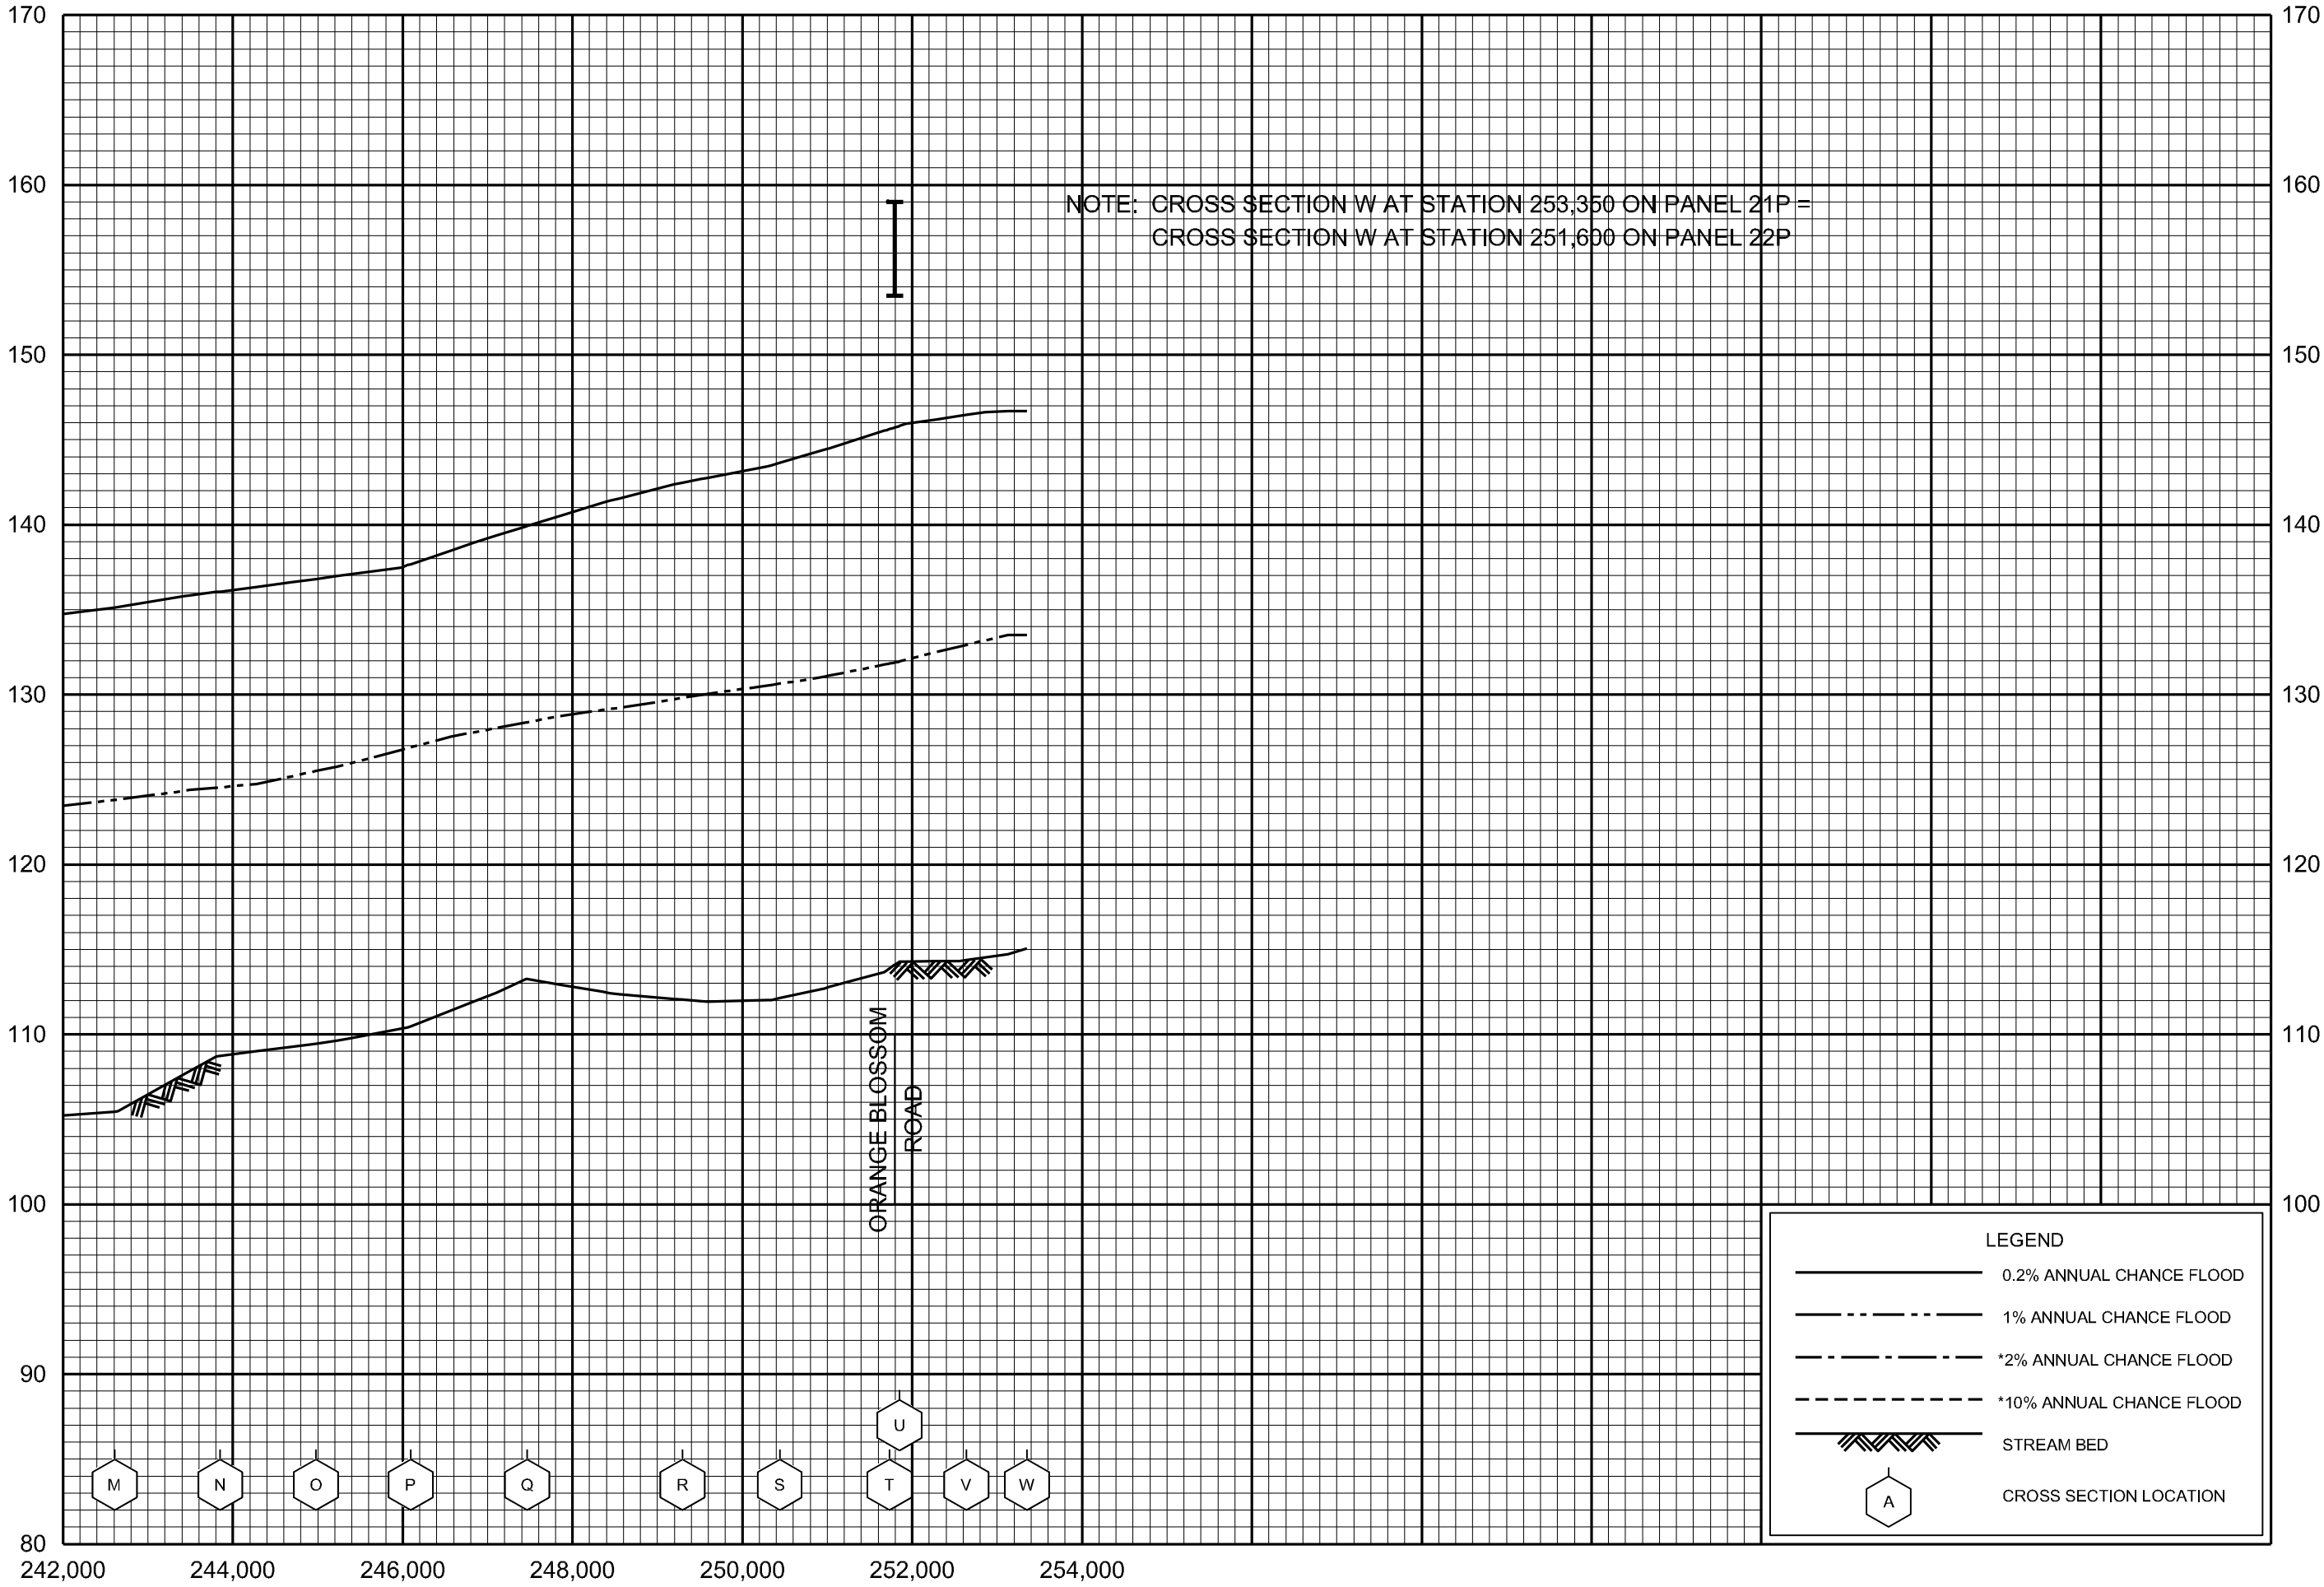 170
170
160
160
NOTE: CROSS SECTION W AT STATION 253,350 ON PANEL 21P =
CROSS SECTION W AT STATION 251,600 ON PANEL 22P
150
150
140
140
130
130
120
120
110
110
ORANGE BLOSSOM
ROAD
100
100
90
80
U
M
N
O
P
Q
R
S
T
V
W
242,000
244,000
246,000
248,000
250,000
252,000
254,000
LEGEND
0.2% ANNUAL CHANCE FLOOD
1% ANNUAL CHANCE FLOOD
*2% ANNUAL CHANCE FLOOD
*10% ANNUAL CHANCE FLOOD
STREAM BED
A
CROSS SECTION LOCATION